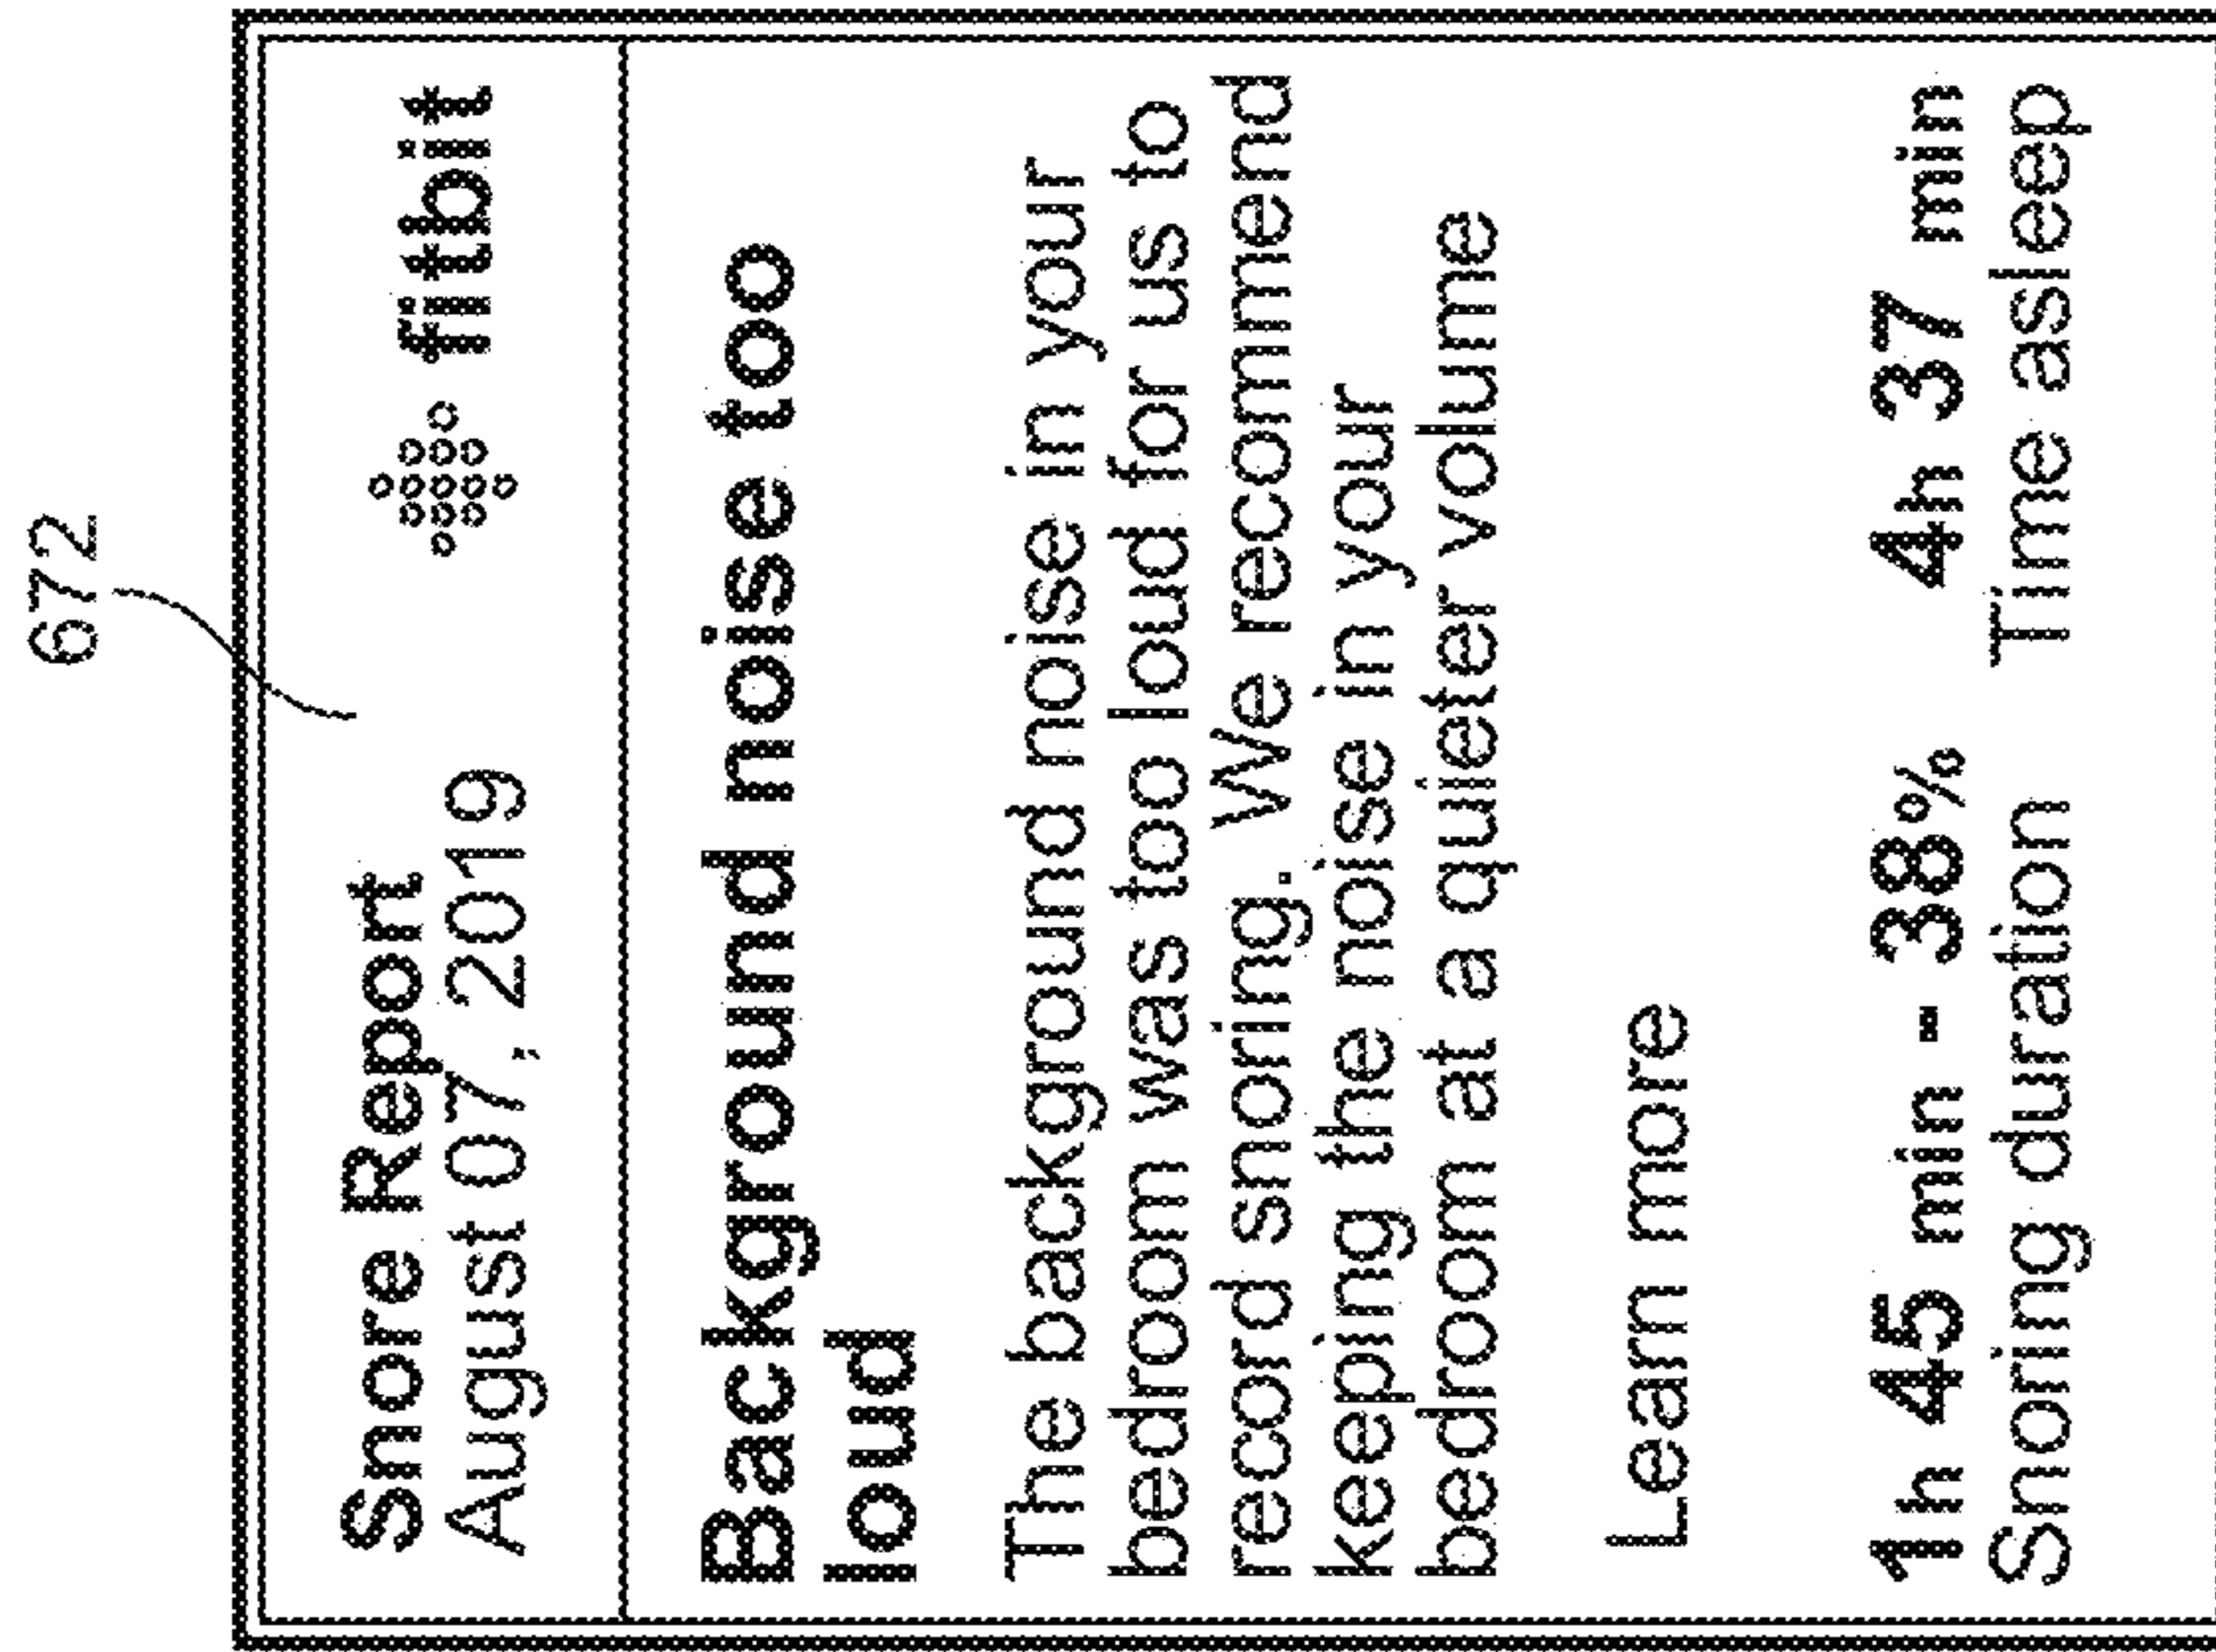 672
Snore Report
August 07, 2019
fitbit
Background noise too
loud
The background noise in your
bedroom was too loud for us to
record snoring. We recommend
keeping the noise in your
bedroom at a quieter volume
Learn more
1h 45 min - 38% 4h 37 min
Snoring duration Time asleep